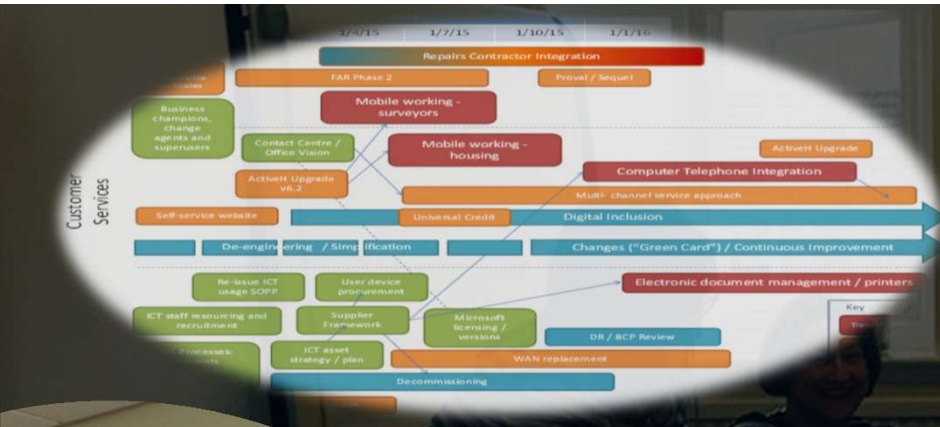 1/4/15 1/7/15 1/10/15 1/1/16
Repairs Contractor Integration
FAR Phase 2
Proval / Sequel
Mobile working -
surveyors
Business
champions,
change
agents and
superusers
Contact Centre /
Office Vision
Mobile working -
housing
ActiveH Upgrade
Computer Telephone Integration
ActiveH Upgrade
v6.2
Multi- channel service approach
Customer
Services
Self-service website
Universal Credit
Digital Inclusion
De-engineering / Simplification
Changes ("Green Card") / Continuous Improvement
Re-issue ICT
usage SOPP
User device
procurement
Electronic document management / printers
ICT staff resourcing and
recruitment
Supplier
Framework
Microsoft
licensing /
versions
Key
DR / BCP Review
Processes:
ICT asset
strategy / plan
WAN replacement
Decommissioning